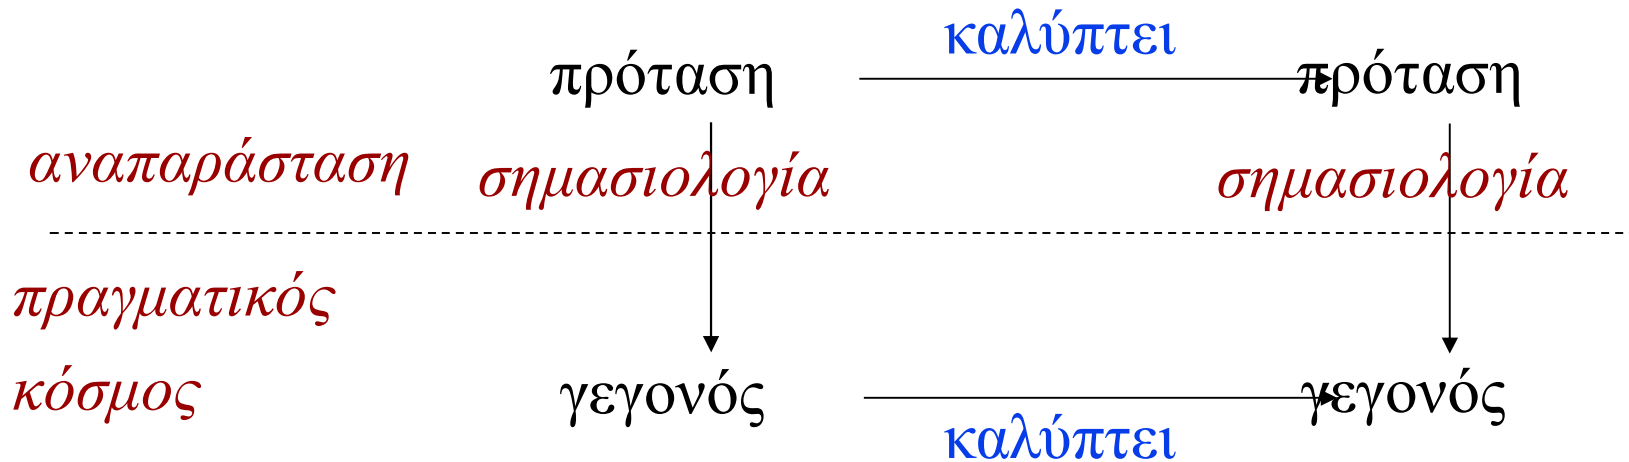 καλύπτει
πρόταση πρόταση
αναπαράσταση σημασιολογία σημασιολογία
πραγματικός
κόσμος γεγονός γεγονός
καλύπτει